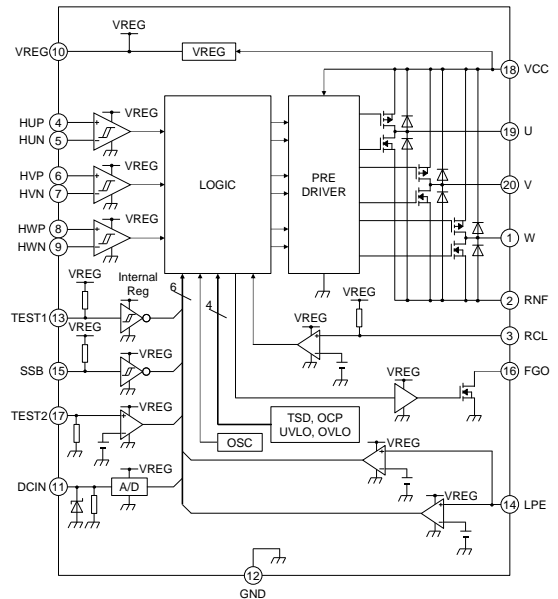 VREG
VREG 10
VREG
18 VCC
HUP 4
HUN 5
VREG
19 U
HVP 6
HVN 7
VREG
LOGIC
PRE
DRIVER
20 V
HWP 8
HWN 9
VREG
1 W
VREG
Internal
Reg
6
4
VREG
2 RNF
TEST1 13
VREG
VREG
3 RCL
SSB 15
16 FGO
VREG
TEST2 17
TSD, OCP
UVLO, OVLO
OSC
VREG
VREG
DCIN 11
A/D
VREG
14 LPE
12
GND